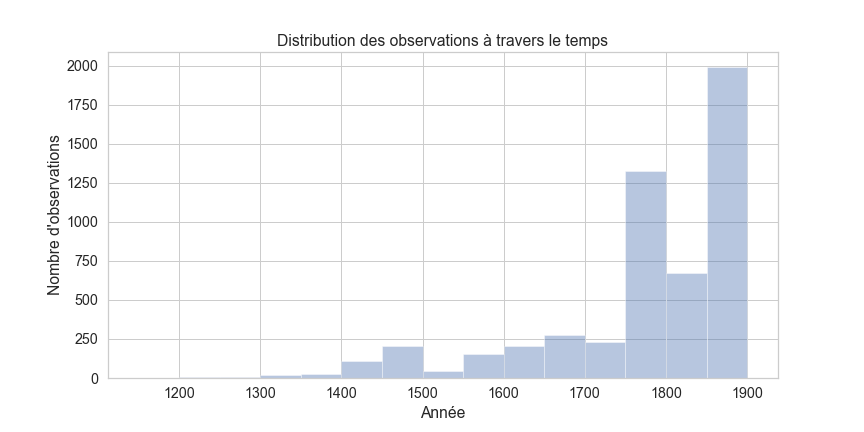 Distribution des observations à travers le temps
2000
1750
1500
1250
1000
750
500
250
0
Nombre d'observations
1200 1300 1400 1500 1600 1700 1800 1900
Année